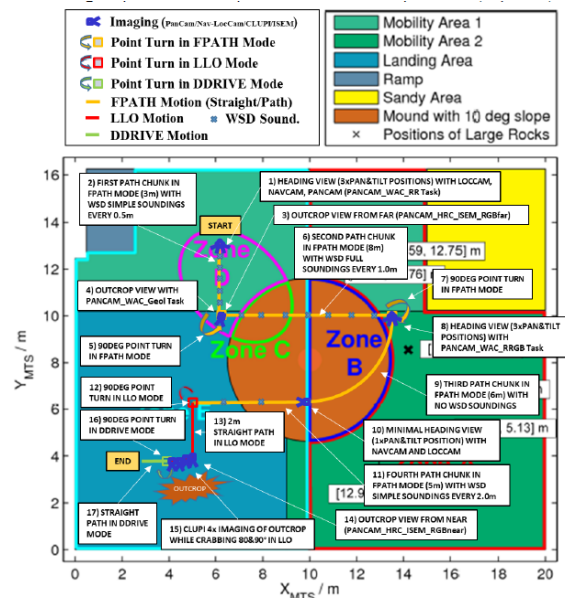 Imaging (PanCam/Nav-LocCam/CLUPI/ISEM)
Point Turn in FPATH Mode
Point Turn in LLO Mode
Point Turn in DDRIVE Mode
FPATH Motion (Straight/Path)
LLO Motion
WSD Sound.
DDRIVE Motion
Mobility Area 1
Mobility Area 2
Landing Area
Ramp
Sandy Area
Mound with 10 deg slope
Positions of Large Rocks
2) FIRST PATH CHUNK IN
FPATH MODE (3m) WITH
WSD SIMPLE SOUNDINGS
EVERY 0.5m
1) HEADING VIEW (3xPAN&TILT POSITIONS) WITH LOCCAM,
NAVCAM, PANCAM (PANCAM_WAC_RR Task)
START
3) OUTCROP VIEW FROM FAR (PANCAM_HRC_ISEM_RGBfar)
6) SECOND PATH CHUNK
IN FPATH MODE (8m)
WITH WSD FULL
SOUNDINGS EVERY 1.0m
59, 12.75] m
76] m
7) 90DEG POINT TURN
IN FPATH MODE
4) OUTCROP VIEW WITH
PANCAM_WAC_Geol Task
Zone
D
5) 90DEG POINT TURN
IN FPATH MODE
Zone C
Zone
B
8) HEADING VIEW (3xPAN&TILT
POSITIONS) WITH
PANCAM_WAC_RRGB Task
[
9) THIRD PATH CHUNK IN
FPATH MODE (6m) WITH
NO WSD SOUNDINGS
12) 90DEG POINT
TURN IN LLO MODE
13) 2m
STRAIGHT PATH
IN LLO MODE
10) MINIMAL HEADING VIEW
(1xPAN&TILT POSITION) WITH
NAVCAM AND LOCCAM
5.13] m
16) 90DEG POINT TURN
IN DDRIVE MODE
11) FOURTH PATH CHUNK IN
FPATH MODE (5m) WITH WSD
SIMPLE SOUNDINGS EVERY 2.0m
END
OUTCROP
[12.9
17) STRAIGHT
PATH IN DDRIVE
MODE
15) CLUPI 4x IMAGING OF OUTCROP
WHILE CRABBING 80&90° IN LLO
14) OUTCROP VIEW FROM NEAR
(PANCAM_HRC_ISEM_RGBnear)
16
14
12
10
8
6
4
2
0
Y MTS / m
0 2 4 6 8 10 12 14 16 18 20
X MTS / m